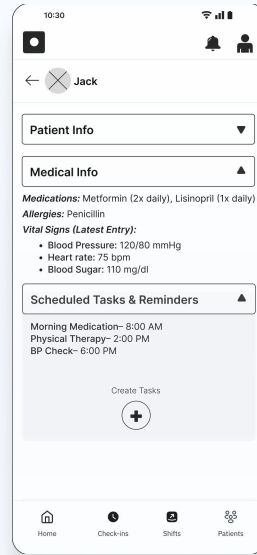 10:30
Jack
Patient Info
Medical Info
Medications: Metformin (2x daily), Lisinopril (1x daily)
Allergies: Penicillin
Vital Signs (Latest Entry):
• Blood Pressure: 120/80 mmHg
• Heart rate: 75 bpm
• Blood Sugar: 110 mg/dl
Scheduled Tasks & Reminders
Morning Medication– 8:00 AM
Physical Therapy– 2:00 PM
BP Check– 6:00 PM
Create Tasks
Home Check-ins Shifts Patients